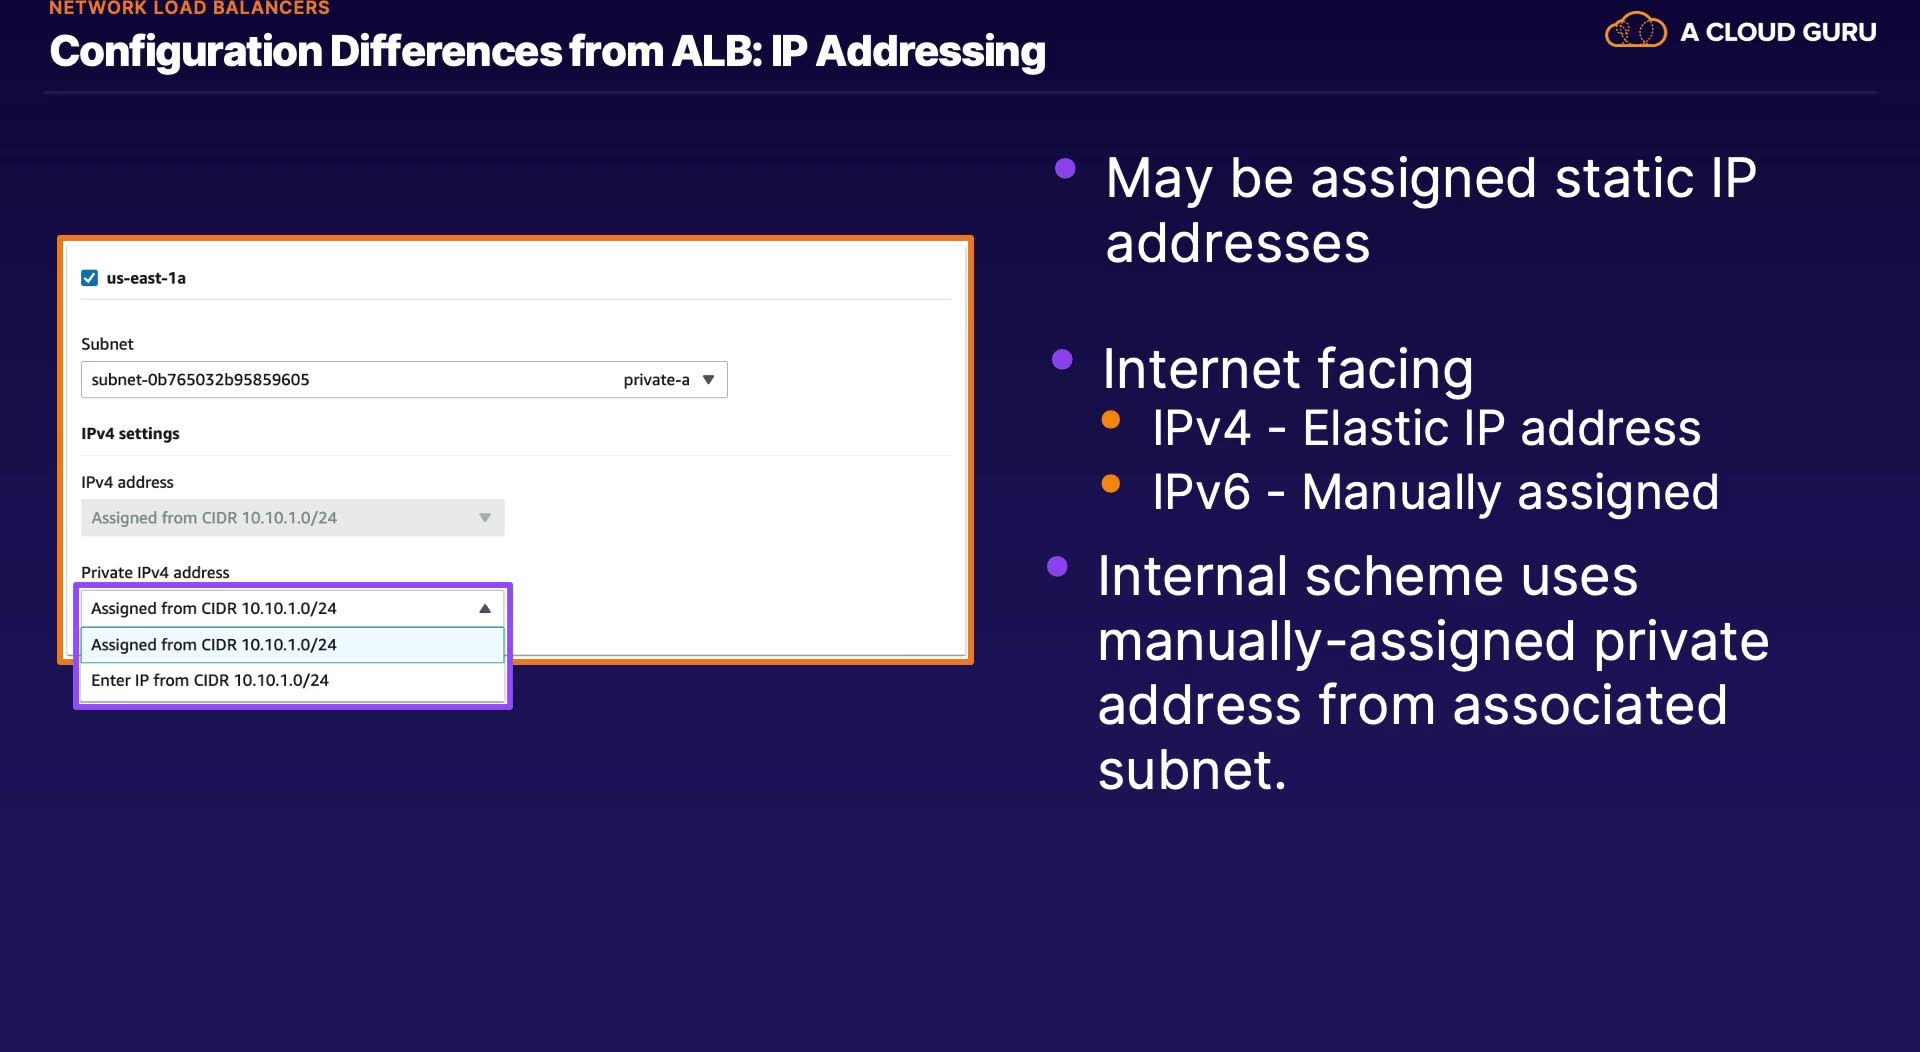 NETWORK LOAD BALANCERS
Configuration Differences from ALB: IP Addressing
A CLOUD GURU
us-east-1a
Subnet
subnet-0b765032b95859605 private-a
IPv4 settings
IPv4 address
Assigned from CIDR 10.10.1.0/24
Private IPv4 address
Assigned from CIDR 10.10.1.0/24
Assigned from CIDR 10.10.1.0/24
Enter IP from CIDR 10.10.1.0/24
May be assigned static IP
addresses
Internet facing
IPv4 - Elastic IP address
IPv6 - Manually assigned
Internal scheme uses
manually-assigned private
address from associated
subnet.